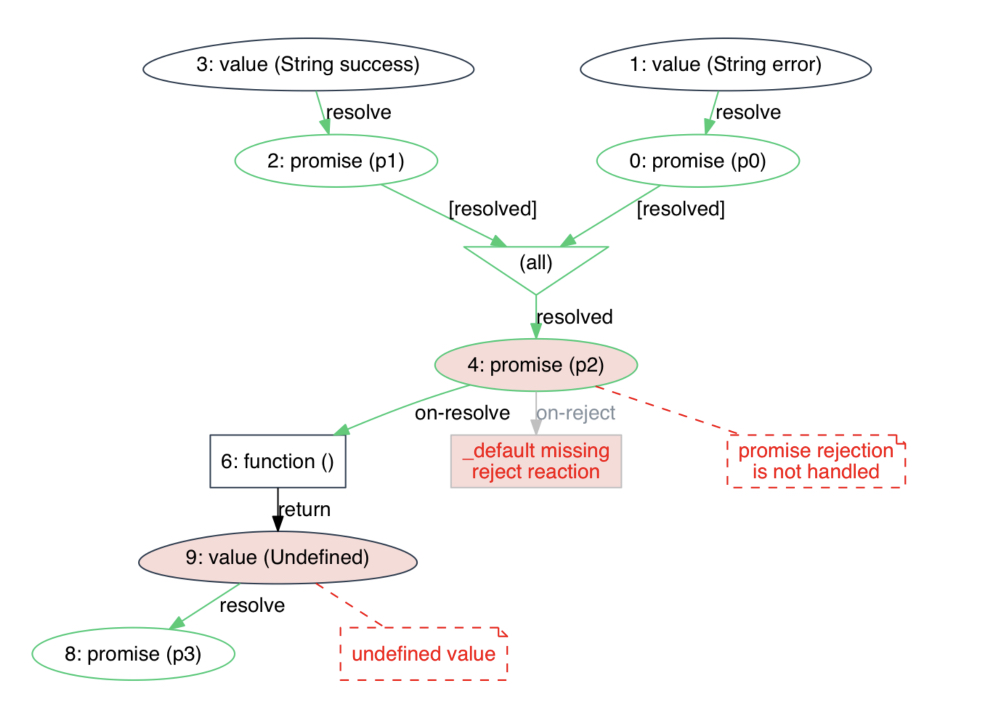 3: value (String success)
1: value (String error)
resolve
resolve
2: promise (p1)
0: promise (p0)
[resolved]
[resolved]
(all)
resolved
4: promise (p2)
on-resolve
on-reject
6: function ()
_default missing
reject reaction
promise rejection
is not handled
return
9: value (Undefined)
resolve
8: promise (p3)
undefined value